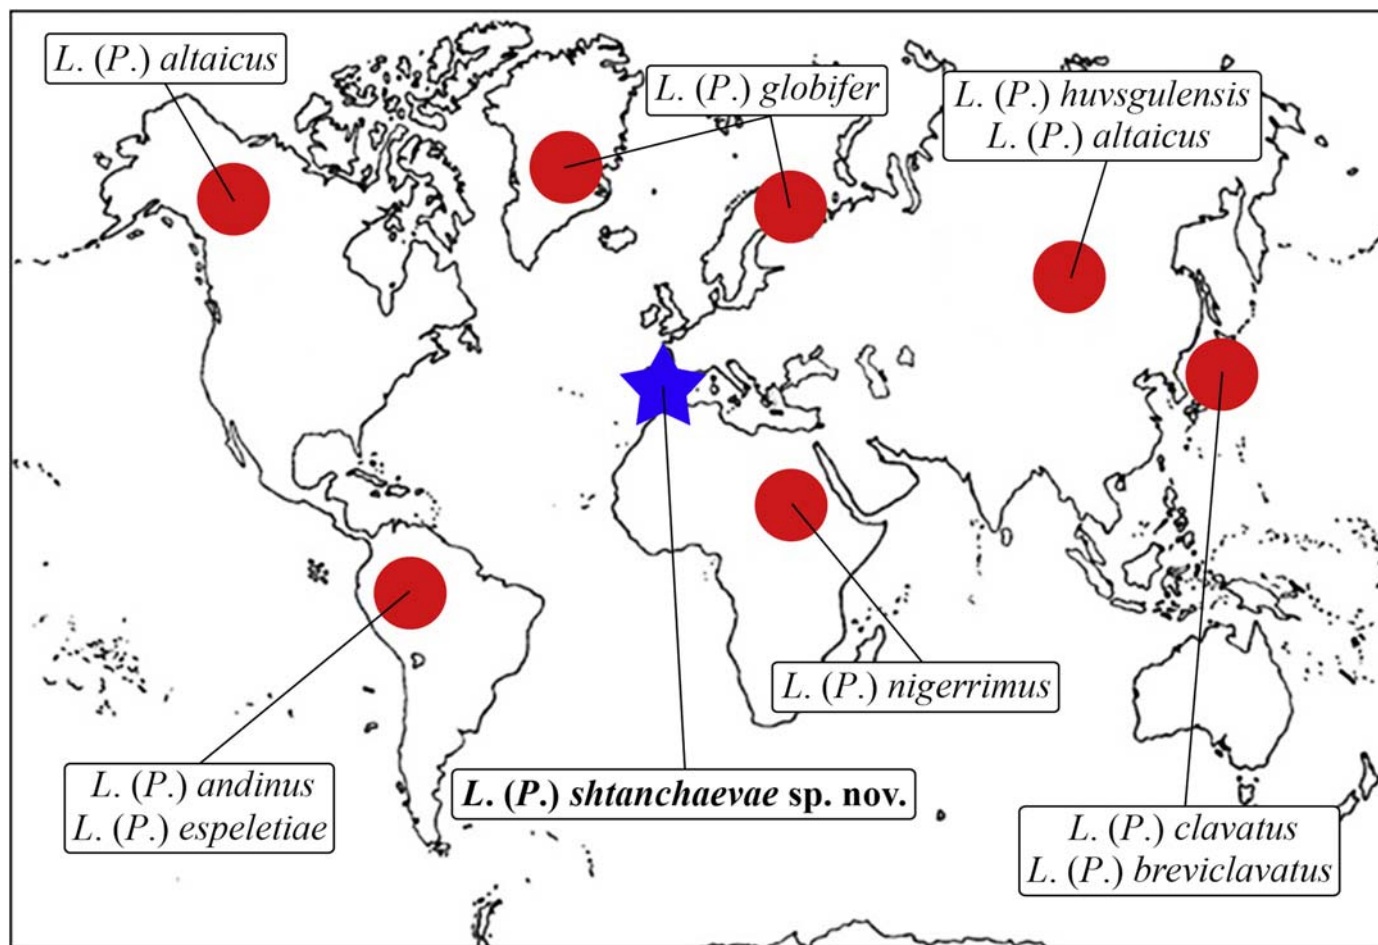 L. (P.) altaicus
L. (P.) globifer
L. (P.) huvsgulensis
L. (P.) altaicus
L. (P.) nigerrimus
L. (P.) andinus
L. (P.) espeletiae
L. (P.) shtanchaevae sp. nov.
L. (P.) clavatus
L. (P.) breviclavatus